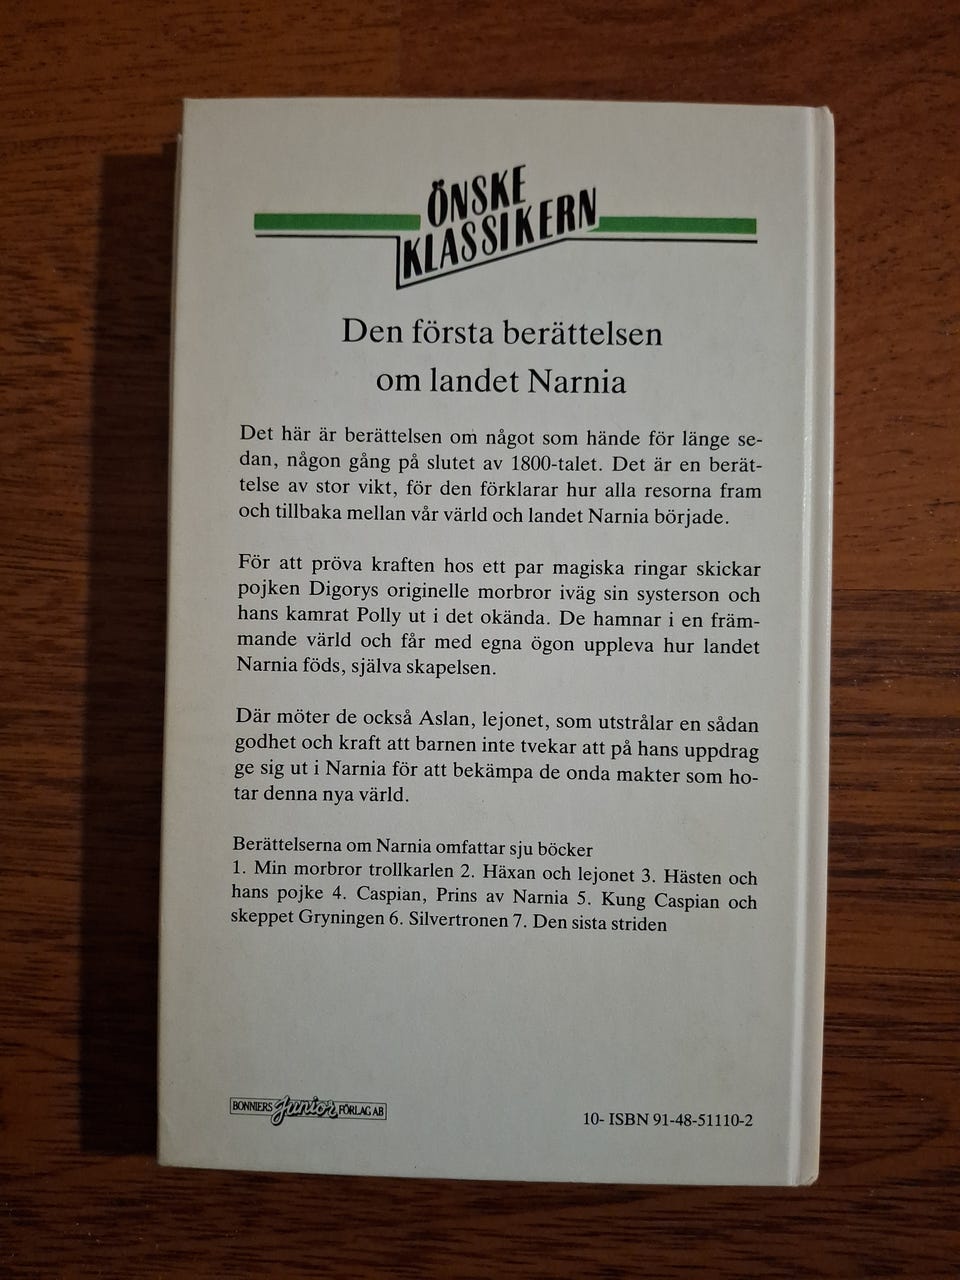 ÖNSKE
KLASSIKERN
Den första berättelsen
om landet Narnia
Det här är berättelsen om något som hände för länge se-
dan, någon gång på slutet av 1800-talet. Det är en berät-
telse av stor vikt, för den förklarar hur alla resorna fram
och tillbaka mellan vår värld och landet Narnia började.
För att pröva kraften hos ett par magiska ringar skickar
pojken Digorys originelle morbror iväg sin systerson och
hans kamrat Polly ut i det okända. De hamnar i en främ-
mande värld och får med egna ögon uppleva hur landet
Narnia föds, själva skapelsen.
Där möter de också Aslan, lejonet, som utstrålar en sådan
godhet och kraft att barnen inte tvekar att på hans uppdrag
ge sig ut i Narnia för att bekämpa de onda makter som ho-
tar denna nya värld.
Berättelserna om Narnia omfattar sju böcker
1. Min morbror trollkarlen 2. Häxan och lejonet 3. Hästen och
hans pojke 4. Caspian, Prins av Narnia 5. Kung Caspian och
skeppet Gryningen 6. Silvertronen 7. Den sista striden
BONNIERS Junior FÖRLAG AB
10- ISBN 91-48-51110-2